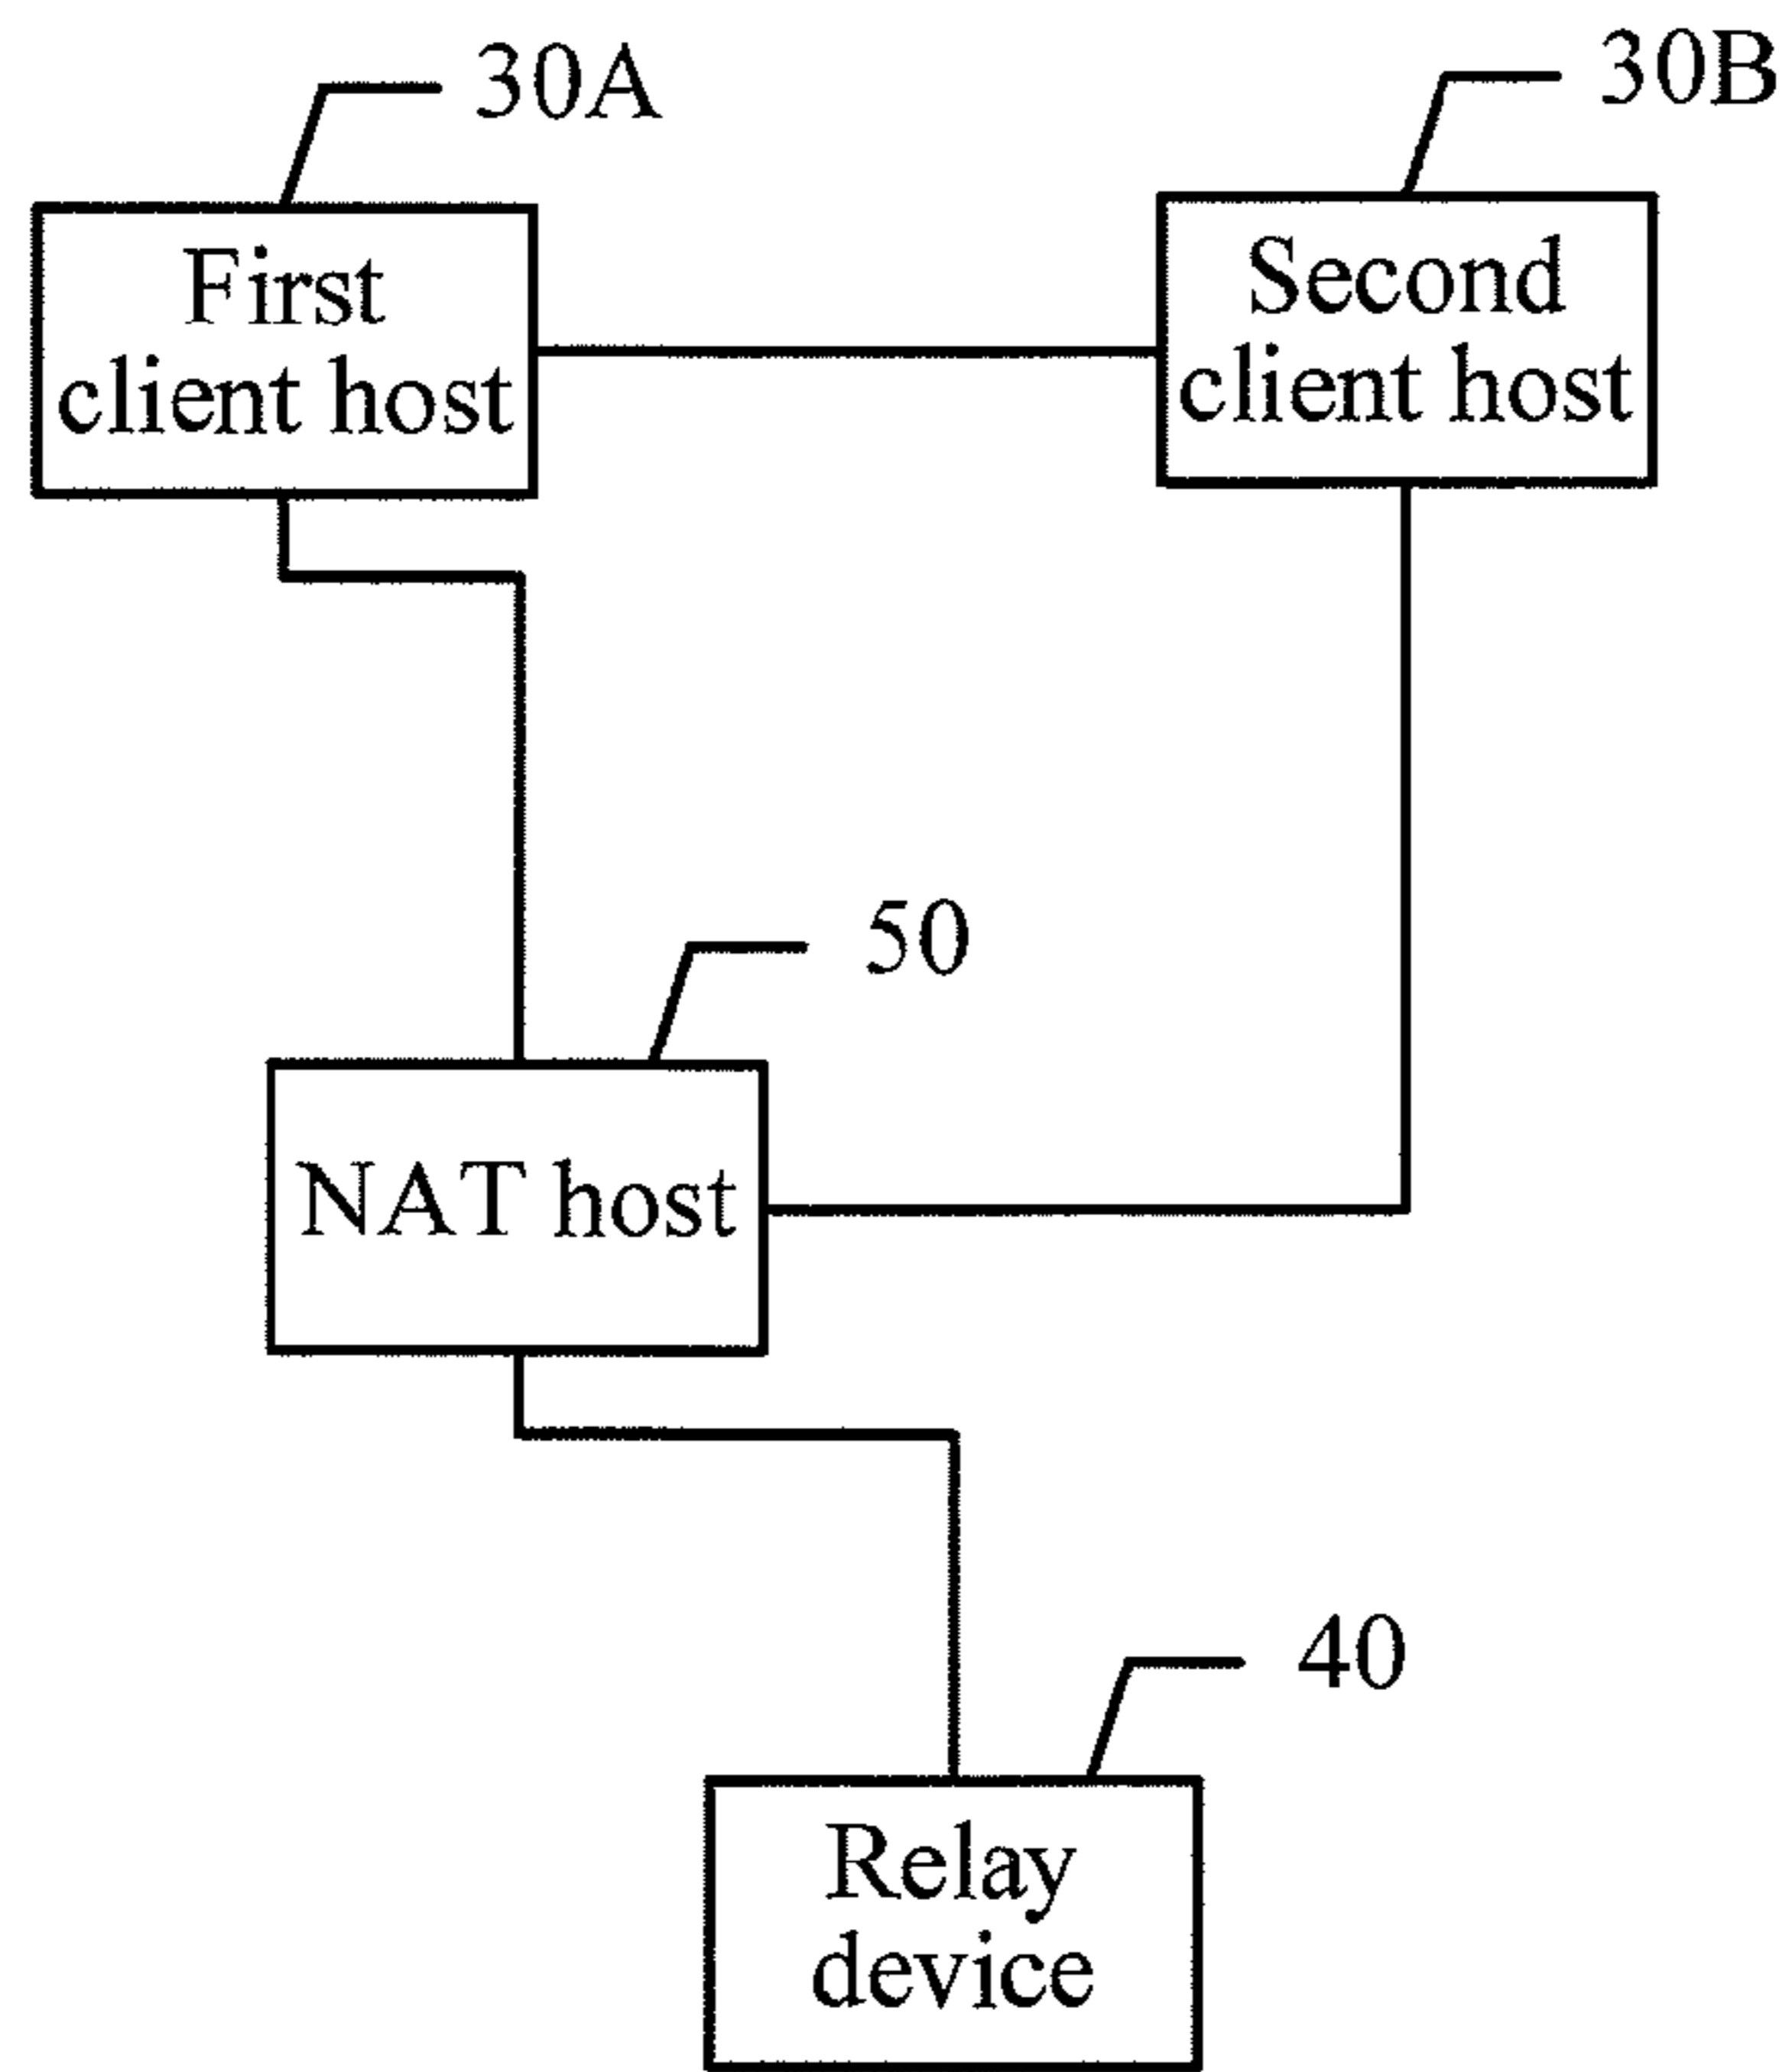 30A
30B
First
client host
Second
client host
50
NAT host
40
Relay
device